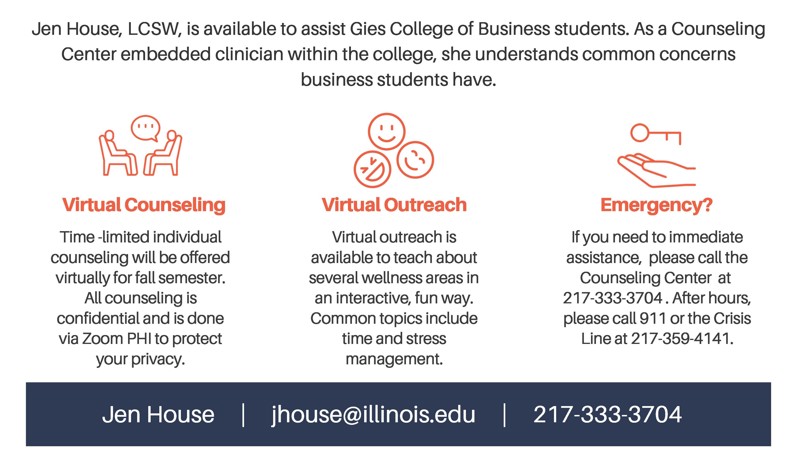 Jen House, LCSW, is available to assist Gies College of Business students. As a Counseling
Center embedded clinician within the college, she understands common concerns
business students have.
Virtual Counseling
Time -limited individual
counseling will be offered
virtually for fall semester.
All counseling is
confidential and is done
via Zoom PHI to protect
your privacy.
Virtual Outreach
Virtual outreach is
available to teach about
several wellness areas in
an interactive, fun way.
Common topics include
time and stress
management.
Emergency?
If you need to immediate
assistance, please call the
Counseling Center at
217-333-3704 . After hours,
please call 911 or the Crisis
Line at 217-359-4141.
Jen House | jhouse@illinois.edu | 217-333-3704